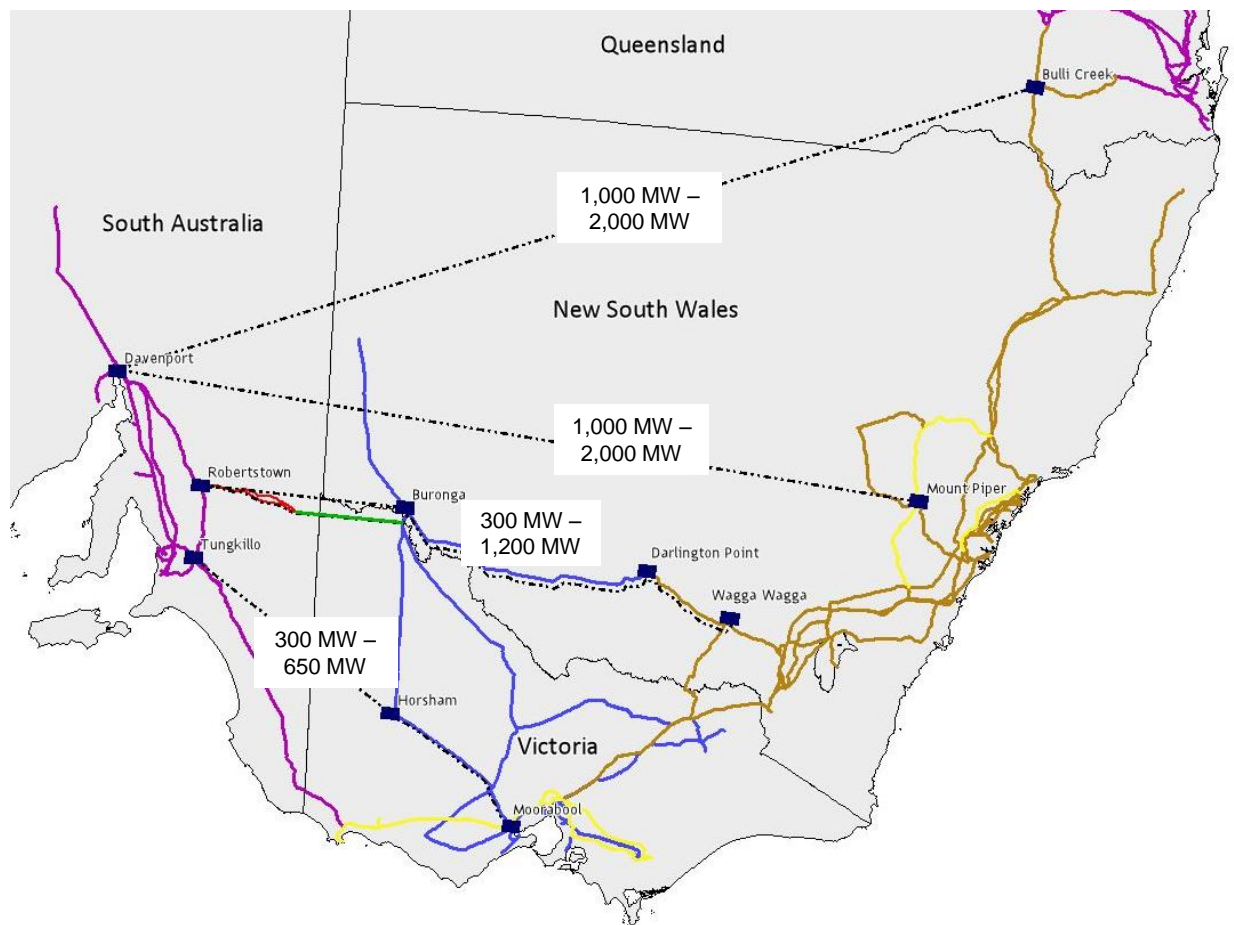 Queensland
Bulli Creek
1,000 MW –
2,000 MW
South Australia
New South Wales
Davenport
1,000 MW –
2,000 MW
Robertstown
Buronga
Mount Piper
300 MW –
1,200 MW
Tungkillo
Darlington Point
Wagga Wagga
300 MW –
650 MW
Horsham
Victoria
Moorabool